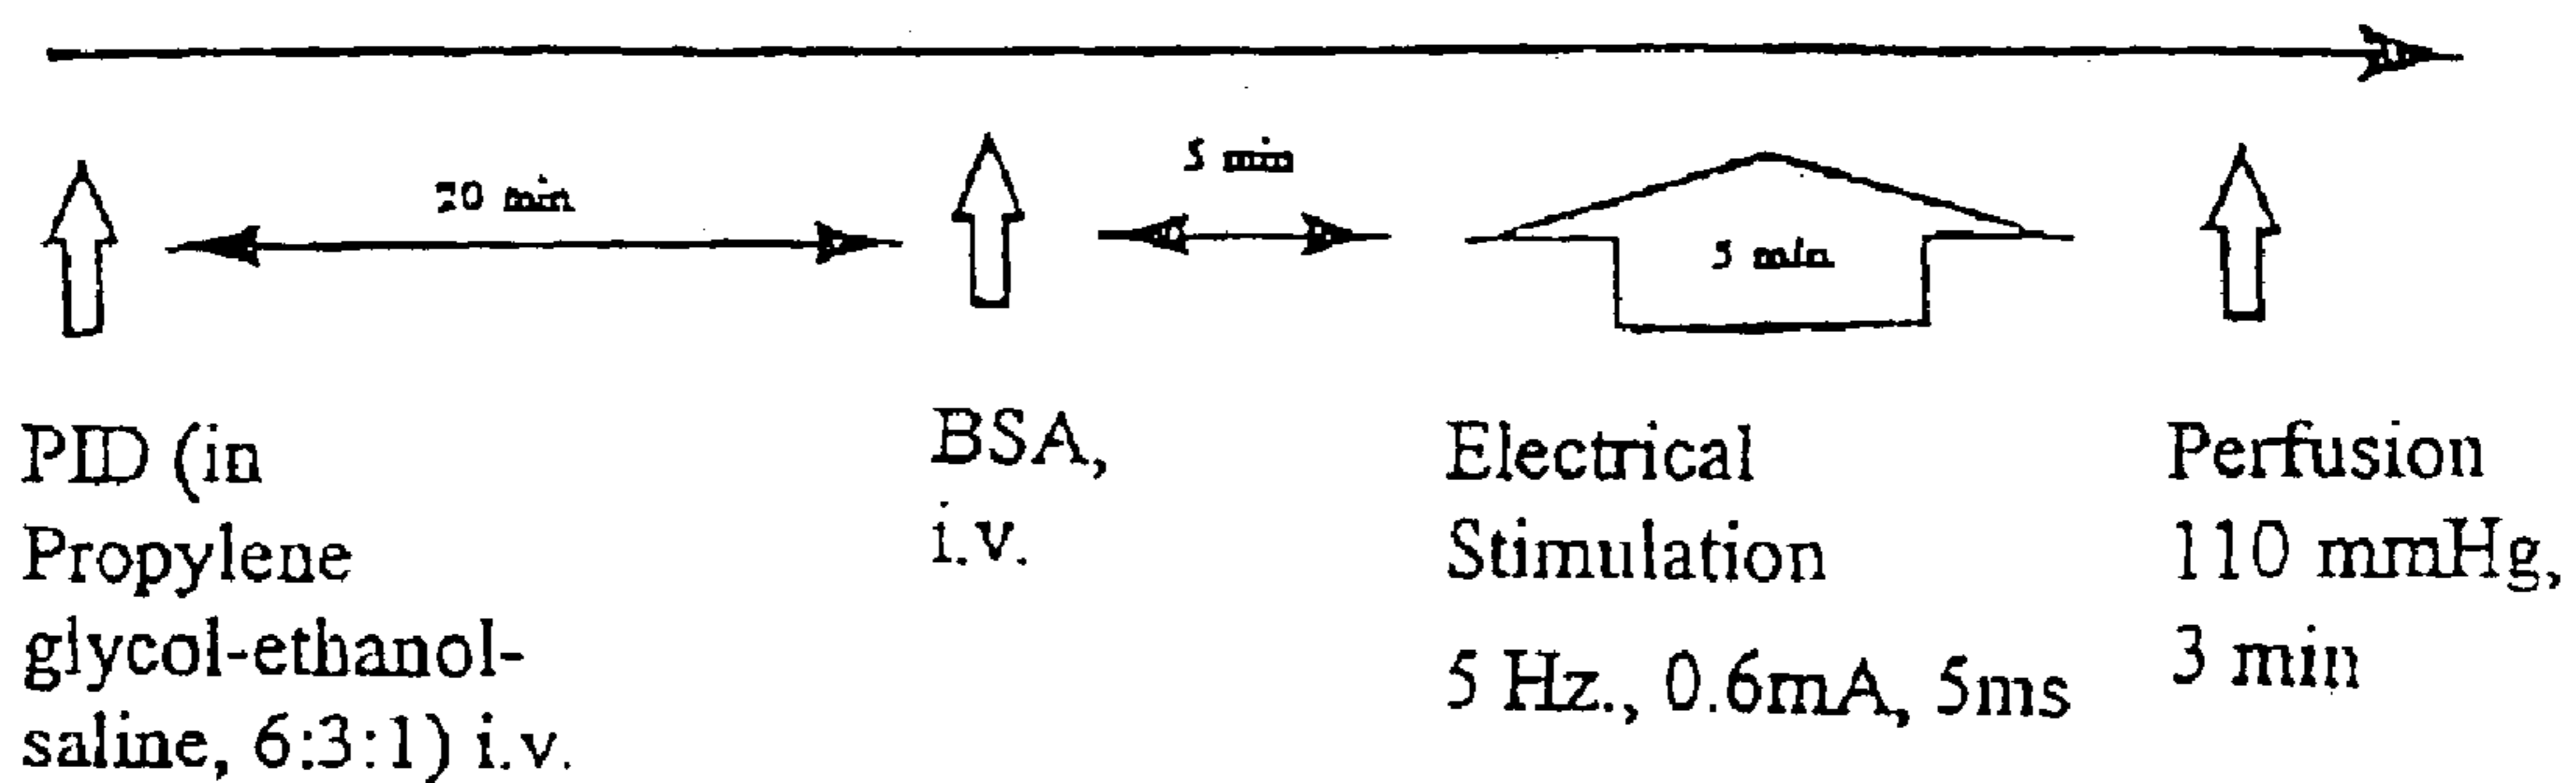 min
5 min
5 min
PID (in
Propylene
glycol-ethanol-
saline, 6:3:1) i.v.
BSA,
i.v.
Electrical
Stimulation
5 Hz., 0.6mA, 5ms
Perfusion
110 mmHg,
3 min